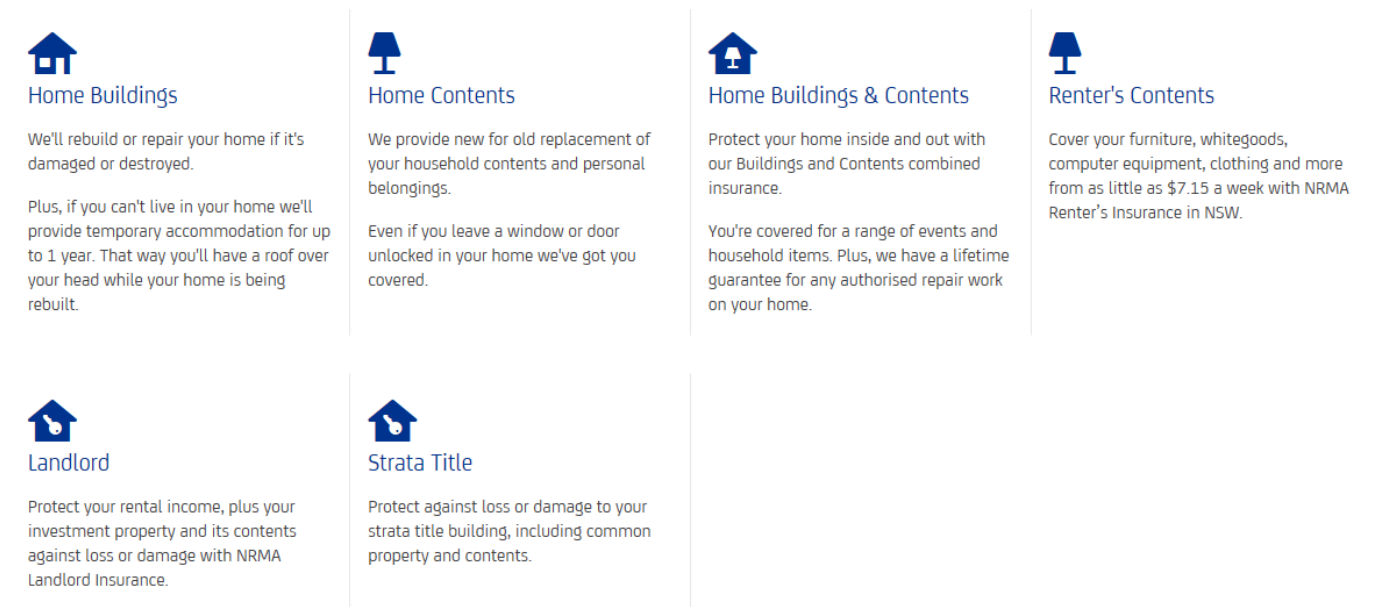 Home Buildings
We'll rebuild or repair your home if it's
damaged or destroyed.
Plus, if you can't live in your home we'll
provide temporary accommodation for up
to 1 year. That way you'll have a roof over
your head while your home is being
rebuilt.
Home Contents
We provide new for old replacement of
your household contents and personal
belongings.
Even if you leave a window or door
unlocked in your home we've got you
covered.
Home Buildings & Contents
Protect your home inside and out with
our Buildings and Contents combined
insurance.
You're covered for a range of events and
household items. Plus, we have a lifetime
guarantee for any authorised repair work
on your home.
Renter's Contents
Cover your furniture, whitegoods,
computer equipment, clothing and more
from as little as $7.15 a week with NRMA
Renter’s Insurance in NSW.
Landlord
Protect your rental income, plus your
investment property and its contents
against loss or damage with NRMA
Landlord Insurance.
Strata Title
Protect against loss or damage to your
strata title building, including common
property and contents.